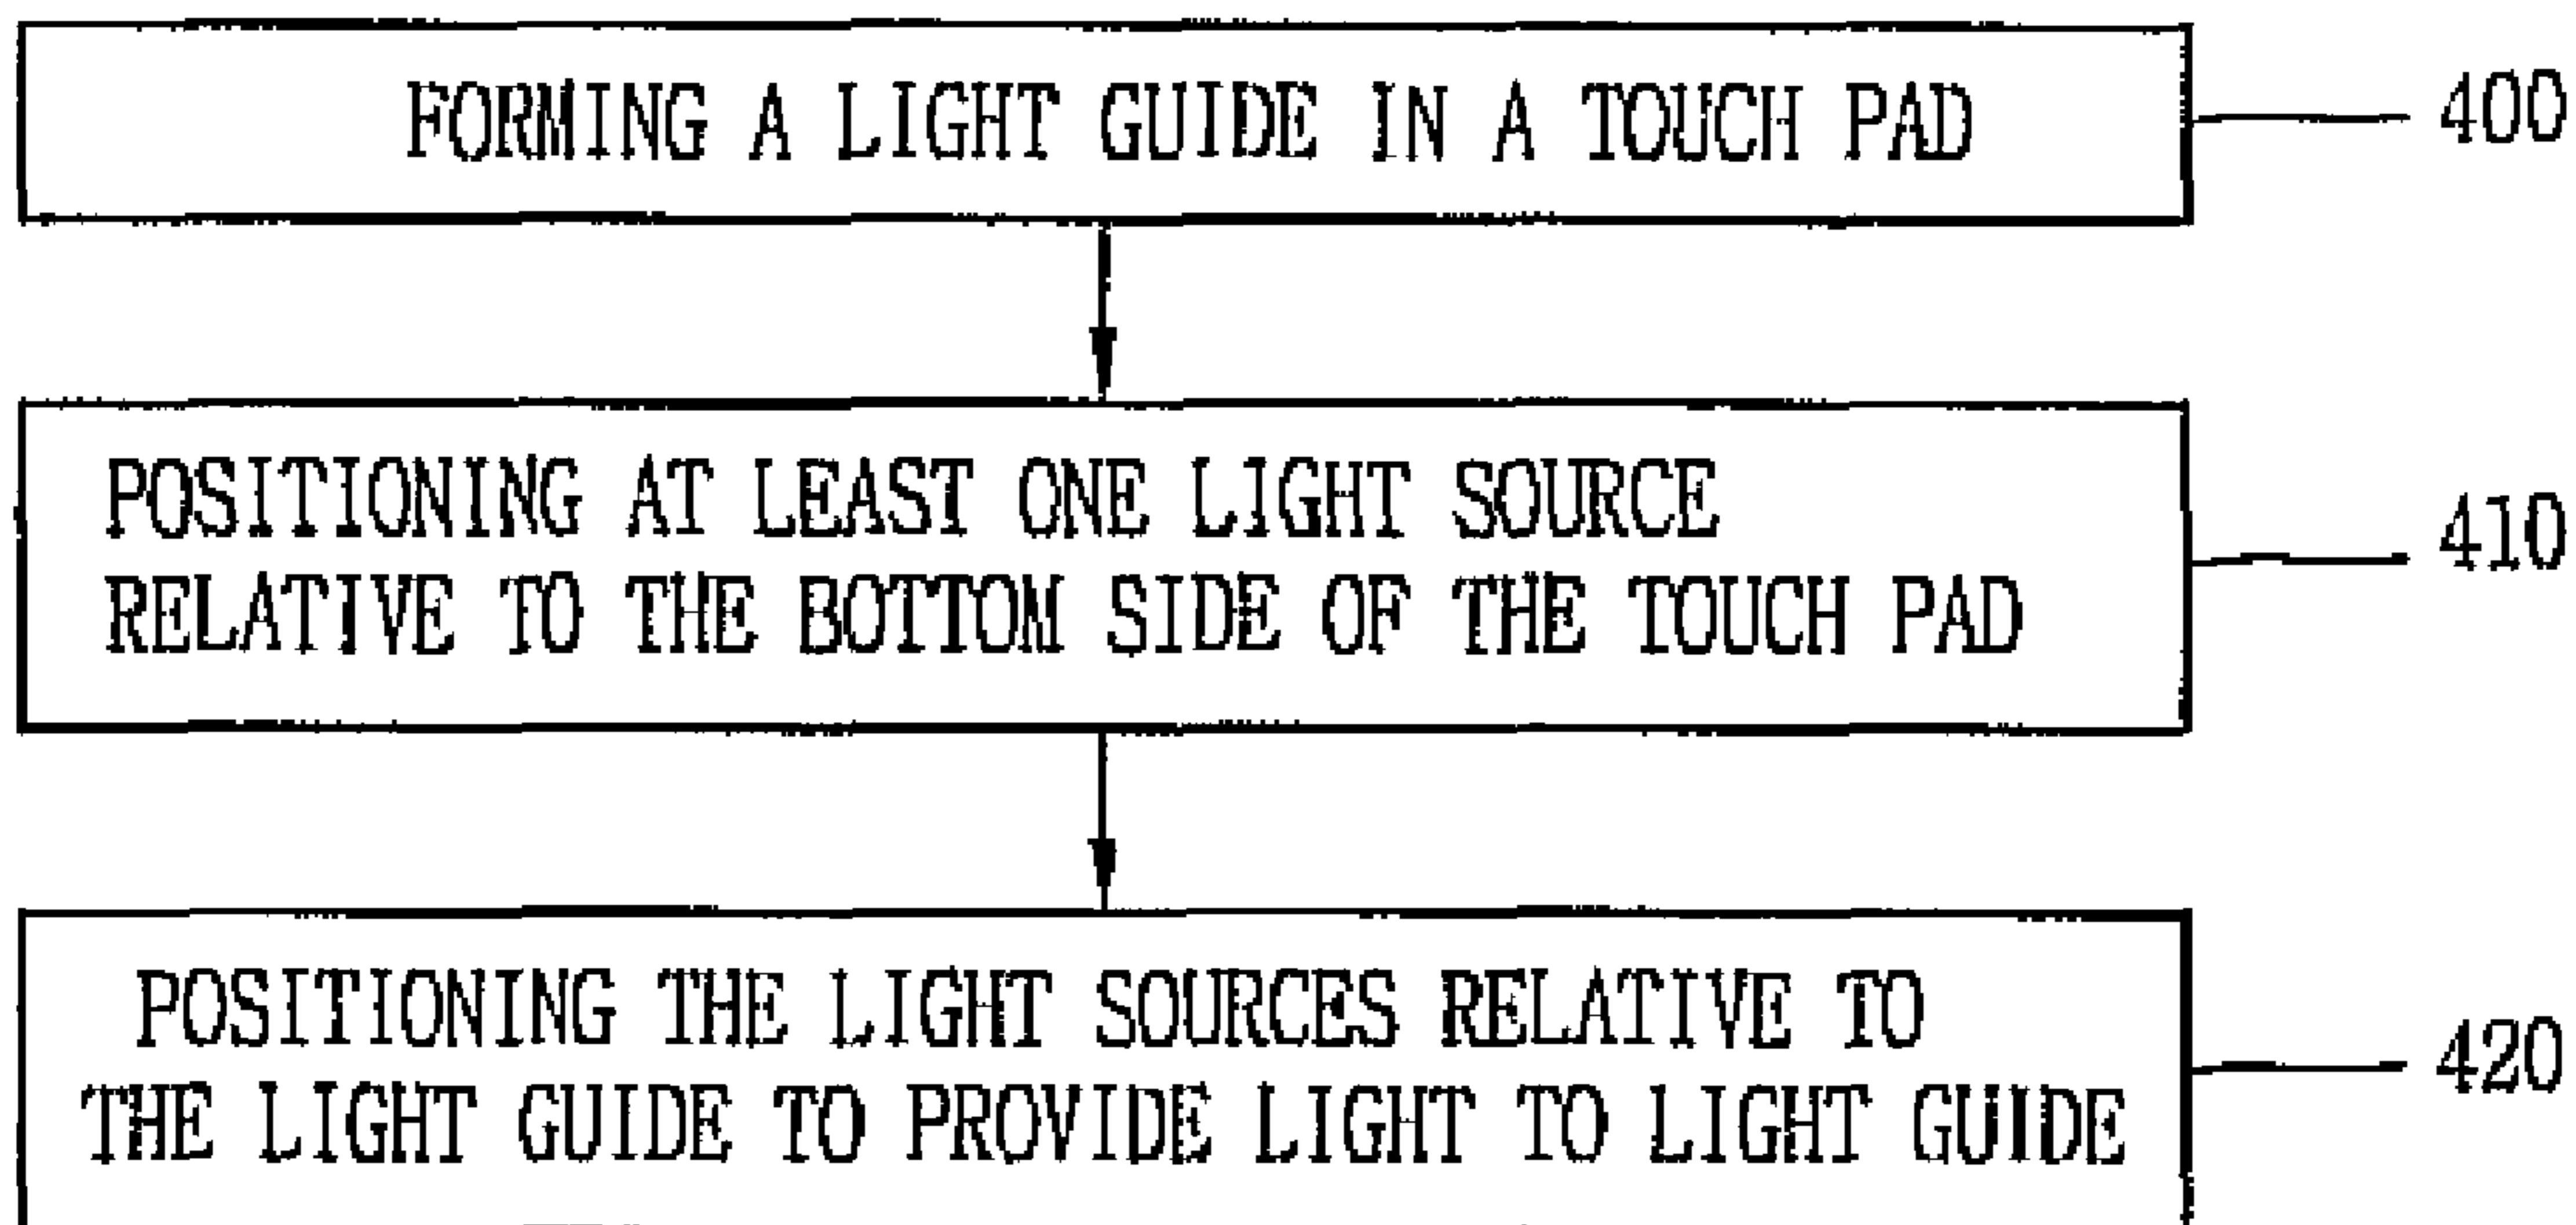 FORMING A LIGHT GUIDE IN A TOUCH PAD
400
POSITIONING AT LEAST ONE LIGHT SOURCE
RELATIVE TO THE BOTTOM SIDE OF THE TOUCH PAD
410
POSITIONING THE LIGHT SOURCES RELATIVE TO
THE LIGHT GUIDE TO PROVIDE LIGHT TO LIGHT GUIDE
420